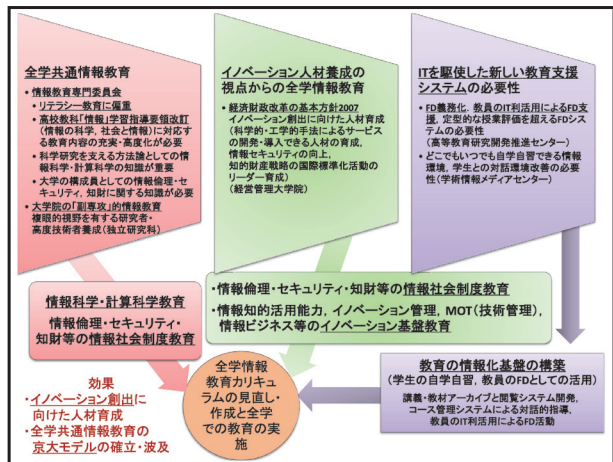 全学共通情報教育
• 情報教育専門委員会
• リテラシー教育に偏重
• 高校教科「情報」学習指導要領改訂
(情報の科学, 社会と情報)に対応す
る教育内容の充実・高度化が必要
• 科学研究を支える方法論としての情
報科学・計算科学の知識が重要
• 大学の構成員としての情報倫理・セ
キュリティ, 知財に関する知識が必要
• 大学院の「副専攻」的情報教育
複眼的視野を有する研究者・
高度技術者養成(独立研究科)
イノベーション人材養成の
視点からの全学情報教育
• 経済財政改革の基本方針2007
イノベーション創出に向けた人材育成
(科学的・工学的手法によるサービス
の開発・導入できる人材の育成,
情報セキュリティの向上,
知的財産戦略の国際標準化活動の
リーダー育成)
(経営管理大学院)
ITを駆使した新しい教育支援
システムの必要性
• FD義務化, 教員のIT利活用によるFD支
援, 定型的な授業評価を超えるFDシス
テムの必要性
(高等教育研究開発推進センター)
• どこでもいつでも自学自習できる情報
環境, 学生との対話環境改善の必要
性(学術情報メディアセンター)
情報科学・計算科学教育
情報倫理・セキュリティ・
知財等の情報社会制度教育
・情報倫理・セキュリティ・知財等の情報社会制度教育
・情報知的活用能力, イノベーション管理, MOT(技術管理),
情報ビジネス等のイノベーション基盤教育
効果
・イノベーション創出に
向けた人材育成
・全学共通情報教育の
京大モデルの確立・波及
全学情報
教育カリキュ
ラムの見直し・
作成と全学
での教育の実
施
教育の情報化基盤の構築
(学生の自学自習, 教員のFDとしての活用)
講義・教材アーカイブと閲覧システム開発,
コース管理システムによる対話的指導,
教員のIT利活用によるFD活動